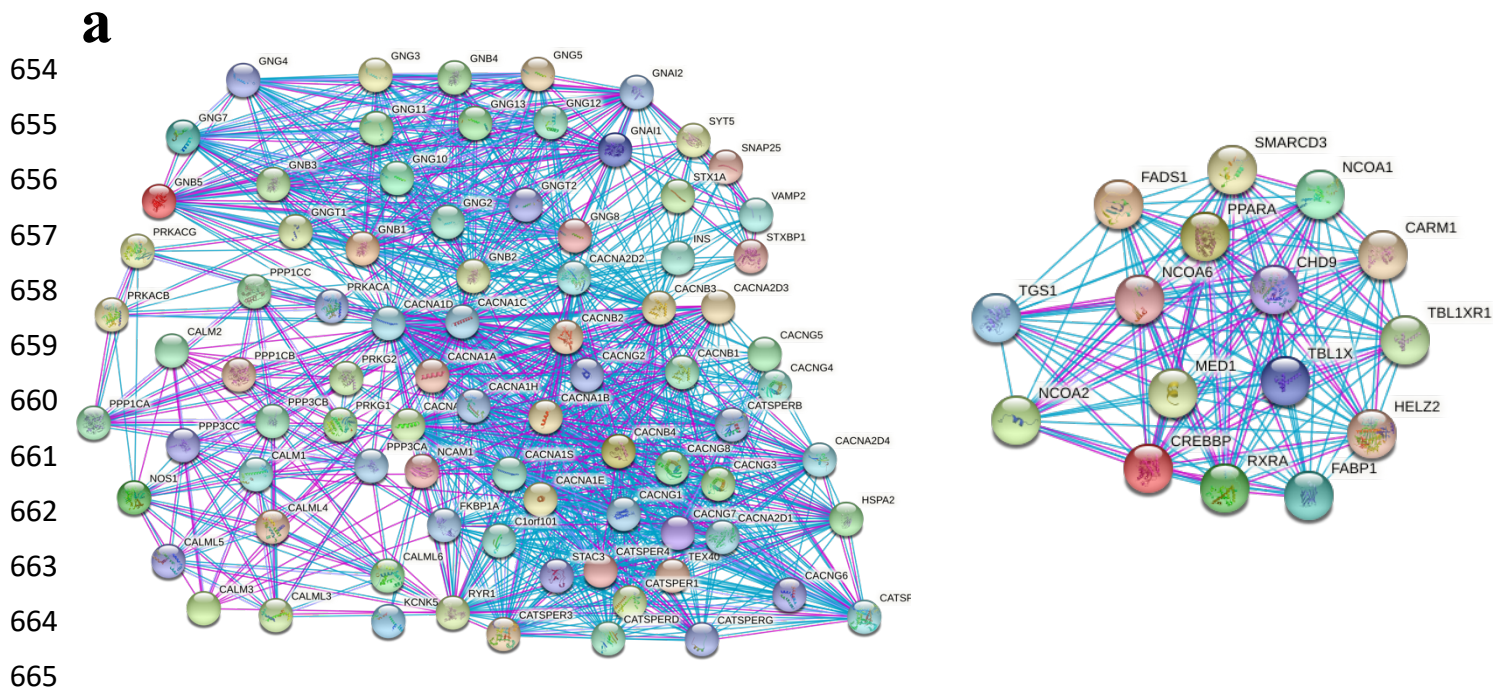 a
654
655
656
657
658
659
660
661
662
663
664
665
GNG4
GNG3
GNB4
GNG5
GNAI2
GNG7
GNG11
GNG13
GNG12
GNAI1
SYT5
SNAP25
GNB3
GNG10
GNB5
GNGT2
STX1A
VAMP2
GNGT1
GNG2
GNG8
PRKACG
GNB1
INS
STXBP1
GNB2
CACNA2D2
PPP1CC
PRKACA
PRKACB
CACNA1D
CACNA1C
CACNB3
CACNA2D3
CACNB2
CALM2
CACNG5
PPP1CB
PRKG2
CACNA1A
CACNG2
CACNB1
CACNG4
CACNA1H
CACNA1B
PPP1CA
PPP3CB
PRKG1
CACNA
CATSPERB
PPP3CC
CACNB4
CACNA2D4
PPP3CA
NCAM1
CACNA1S
CACNG8
CACNG3
NOS1
CALM1
CACNA1E
CACNG1
HSPA2
CALML4
FKBP1A
C1orf101
CACNG7
CACNA2D1
CALML5
CALML6
STAC3
CATSPER4
TEX40
CATSPER1
CACNG6
CALM3
CALML3
KCNK5
RYR1
CATSPER3
CATSPERD
CATSPERG
CATSF
SMARCD3
NCOA1
FADS1
PPARA
CARM1
NCOA6
CHD9
TGS1
TBL1XR1
MED1
TBL1X
NCOA2
HELZ2
CREBBP
RXRA
FABP1